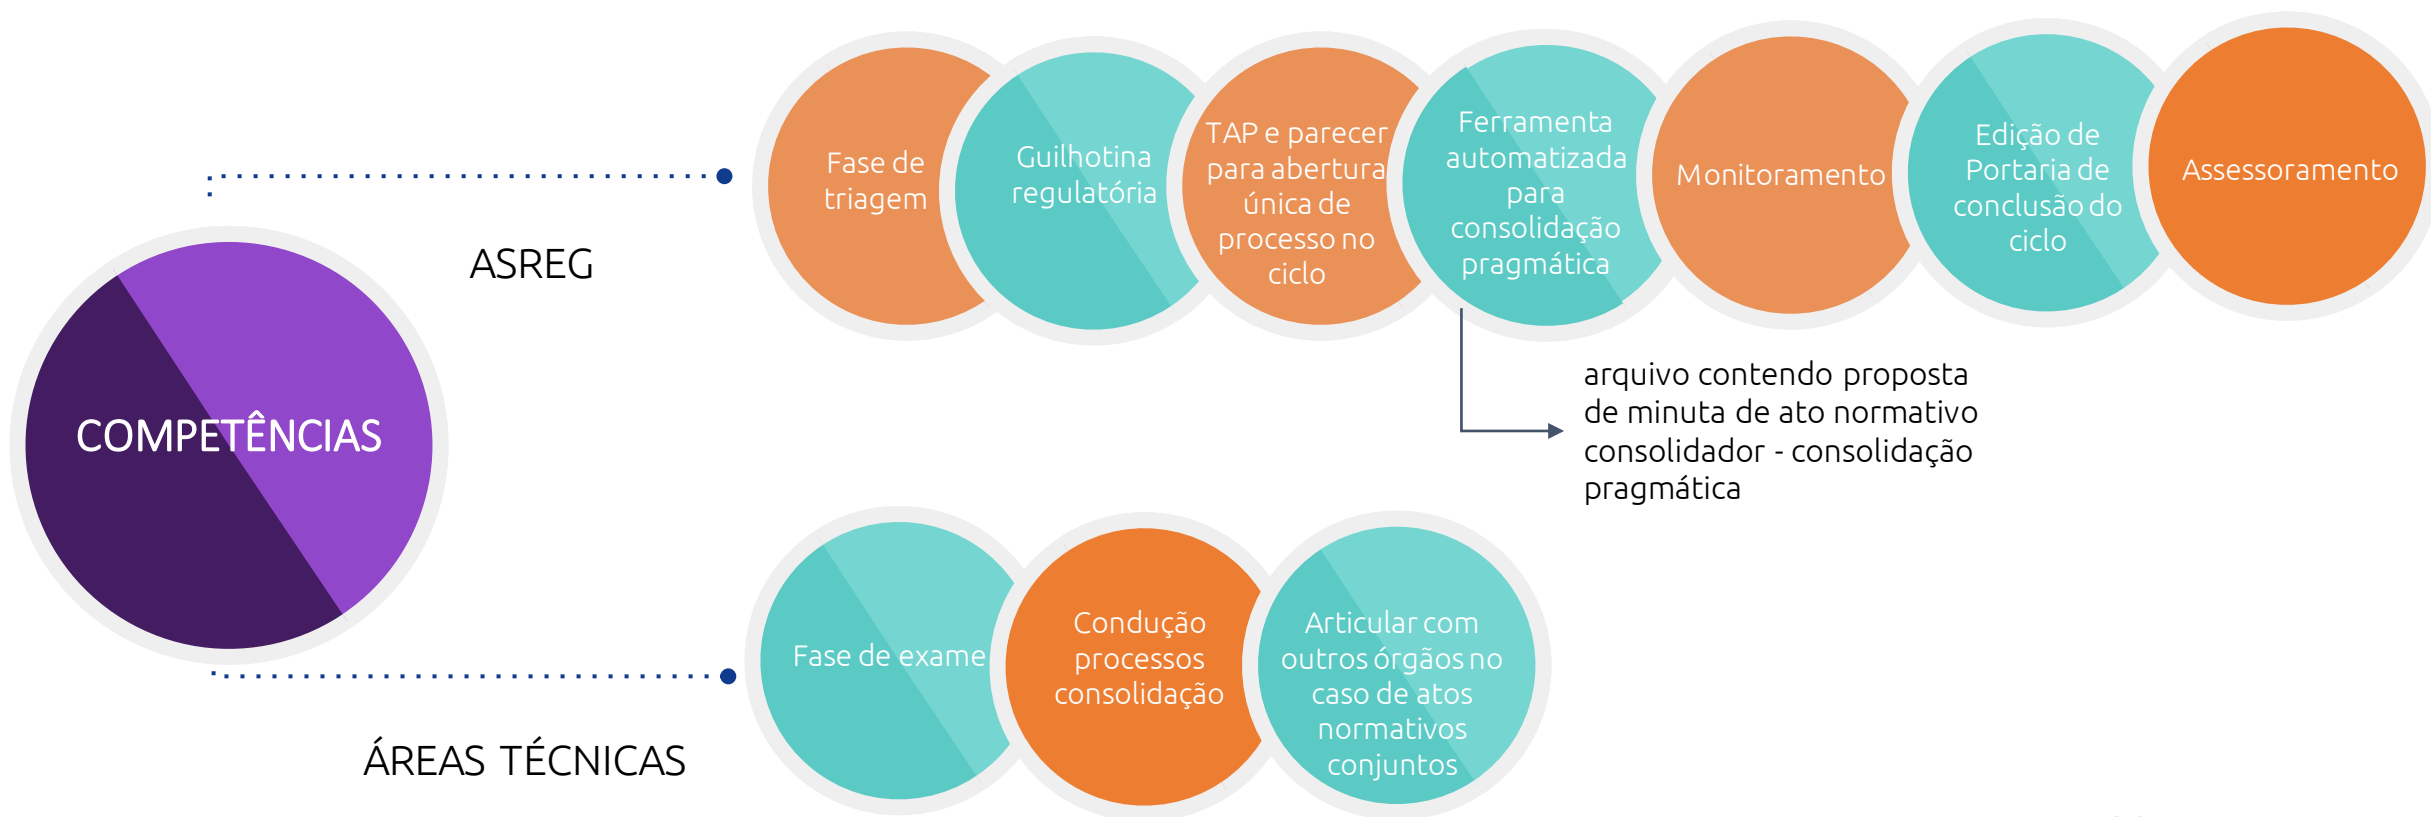 COMPETÊNCIAS
ASREG
Fase de
triagem
Guilhotina
regulatória
TAP e parecer
para abertura
única de
processo no
ciclo
Ferramenta
automatizada
para
consolidação
pragmática
Monitoramento
Edição de
Portaria de
conclusão do
ciclo
Assessoramento
arquivo contendo proposta
de minuta de ato normativo
consolidador - consolidação
pragmática
ÁREAS TÉCNICAS
Fase de exame
Condução
processos
consolidação
Articular com
outros órgãos no
caso de atos
normativos
conjuntos